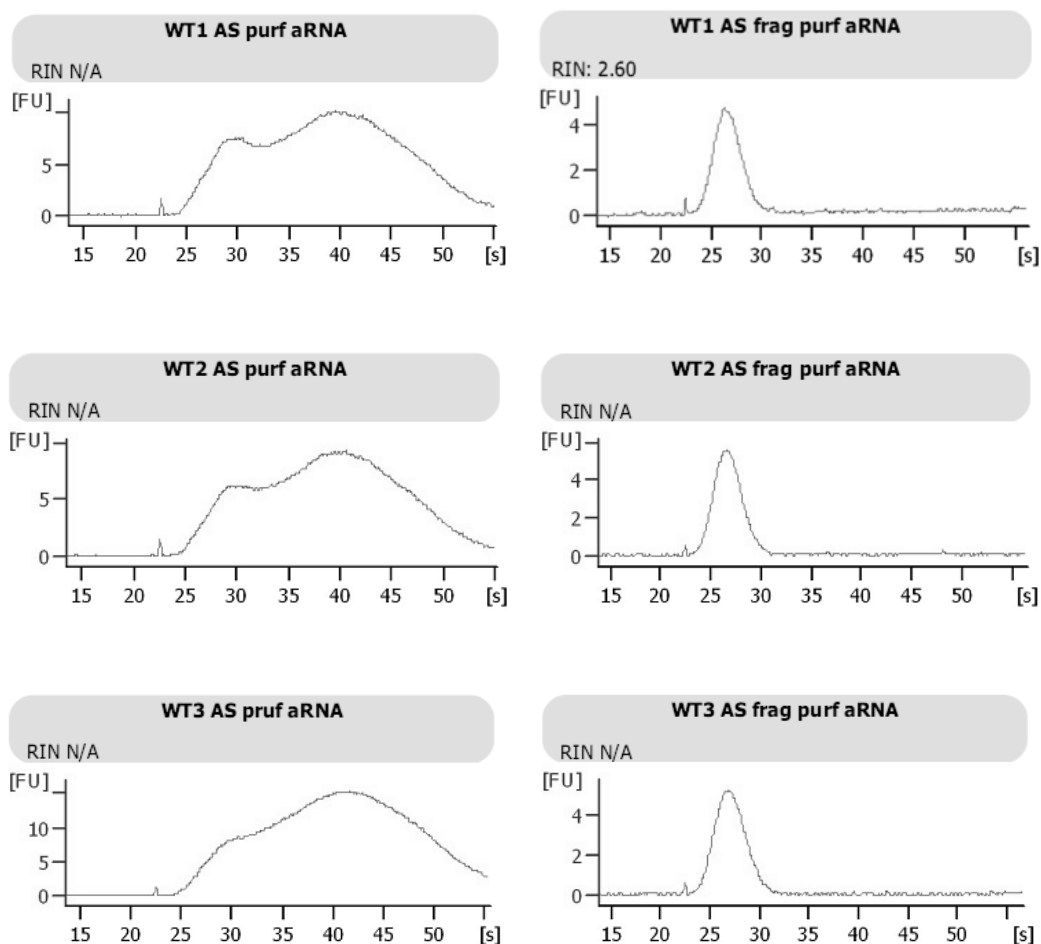 WT1 AS purf aRNA
RIN N/A
[FU]
5
0
15 20 25 30 35 40 45 50 [s]
WT1 AS frag purf aRNA
RIN: 2.60
[FU]
4
2
0
15 20 25 30 35 40 45 50 [s]
WT2 AS purf aRNA
RIN N/A
[FU]
5
0
15 20 25 30 35 40 45 50 [s]
WT2 AS frag purf aRNA
RIN N/A
[FU]
4
2
0
15 20 25 30 35 40 45 50 [s]
WT3 AS pruf aRNA
RIN N/A
[FU]
10
5
0
15 20 25 30 35 40 45 50 [s]
WT3 AS frag purf aRNA
RIN N/A
[FU]
4
2
0
15 20 25 30 35 40 45 50 [s]